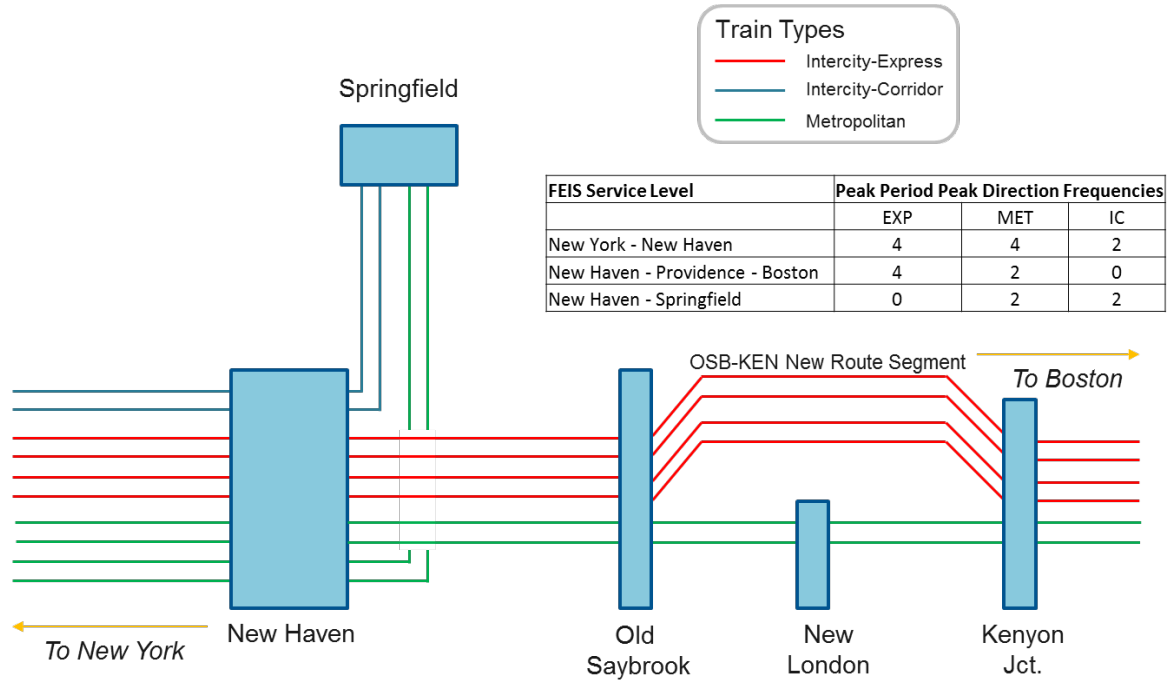 Train Types
Intercity-Express
Intercity-Corridor
Metropolitan
Springfield
FEIS Service Level Peak Period Peak Direction Frequencies
EXP MET IC
New York - New Haven 4 4 2
New Haven - Providence - Boston 4 2 0
New Haven - Springfield 0 2 2
OSB-KEN New Route Segment
To Boston
To New York
New Haven
Old
Saybrook
New
London
Kenyon
Jct.